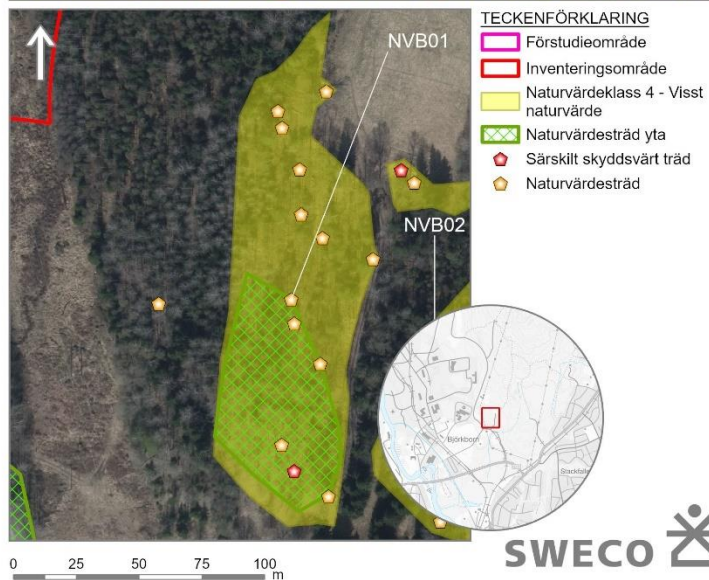 NVB01
NVB02
TECKENFÖRKLARING
Förstudieområde
Inventeringsområde
Naturvärdeklass 4 - Visst
naturvärde
Naturvärdesträd yta
Särskilt skyddsvärt träd
Naturvärdesträd
Björkborn
0 25 50 75 100
m
SWECO